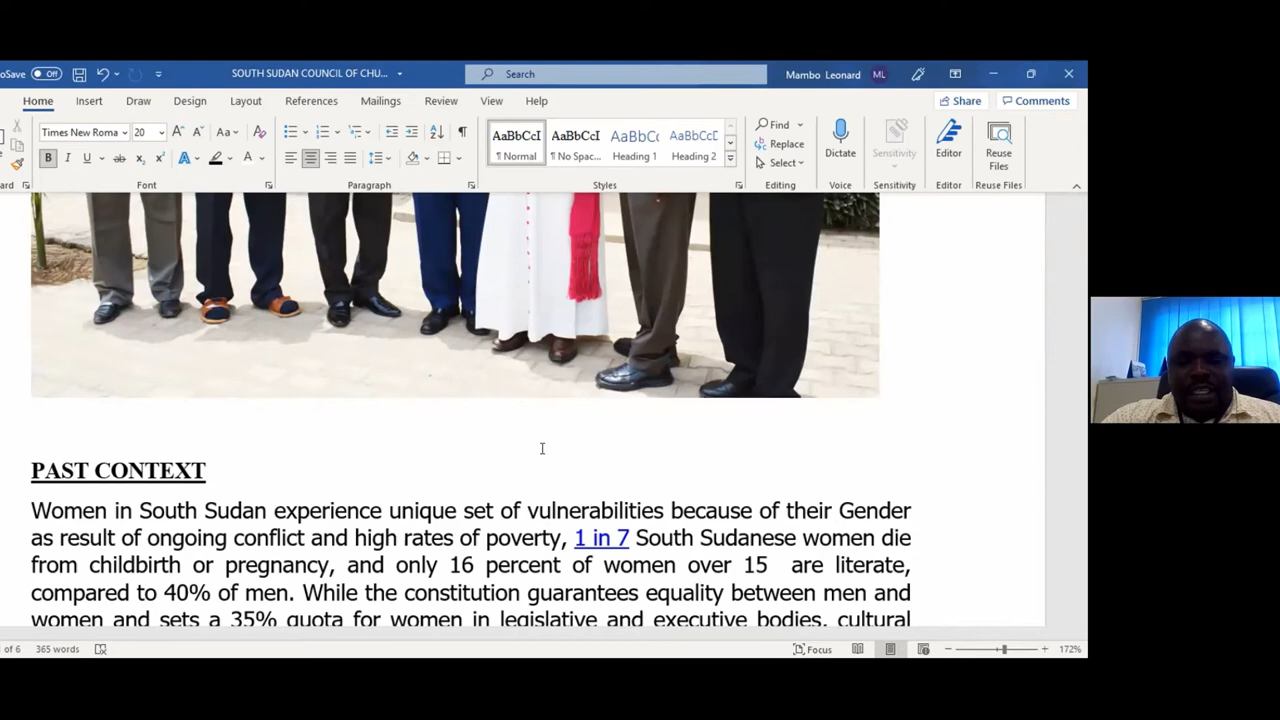 oSave Off SOUTH SUDAN COUNCIL OF CHU... Search Mambo Leonard ML
Home Insert Draw Design Layout References Mailings Review View Help Share Comments
Times New Roma 20 Aa AaBbCcI AaBbCcI AaBbCc AaBbCcD Find
Replace
¶ Normal ¶ No Spac... Heading 1 Heading 2 Select Dictate Sensitivity Editor Reuse Files
ard Font Paragraph Styles Editing Voice Sensitivity Editor Reuse Files
PAST CONTEXT
Women in South Sudan experience unique set of vulnerabilities because of their Gender
as result of ongoing conflict and high rates of poverty, 1 in 7 South Sudanese women die
from childbirth or pregnancy, and only 16 percent of women over 15 are literate,
compared to 40% of men. While the constitution guarantees equality between men and
women and sets a 35% quota for women in legislative and executive bodies, cultural
of 6 365 words Focus 172%